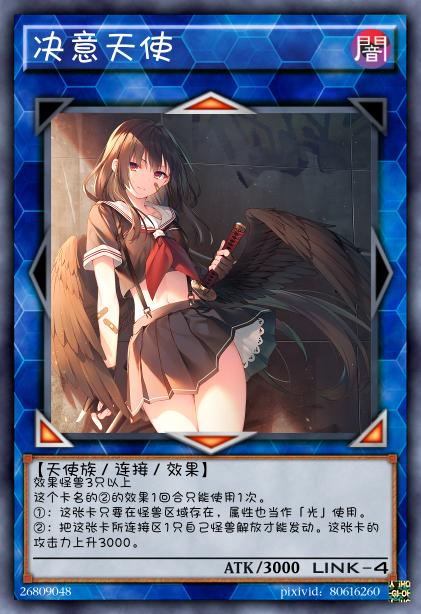 决意天使
闇
【天使族／连接／效果】
效果怪兽3只以上
这个卡名的②的效果1回合只能使用1次。
①：这张卡只要在怪兽区域存在，属性也当作「光」使用。
②：把这张卡所连接区1只自己怪兽解放才能发动。这张卡的
攻击力上升3000。
ATK/3000 LINK-4
26809048 pixivid：80616260